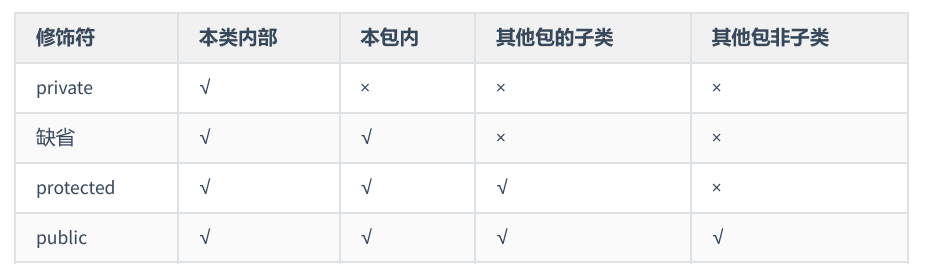 修饰符 本类内部 本包内 其他包的子类 其他包非子类
private √ × × ×
缺省 √ √ × ×
protected √ √ √ ×
public √ √ √ √